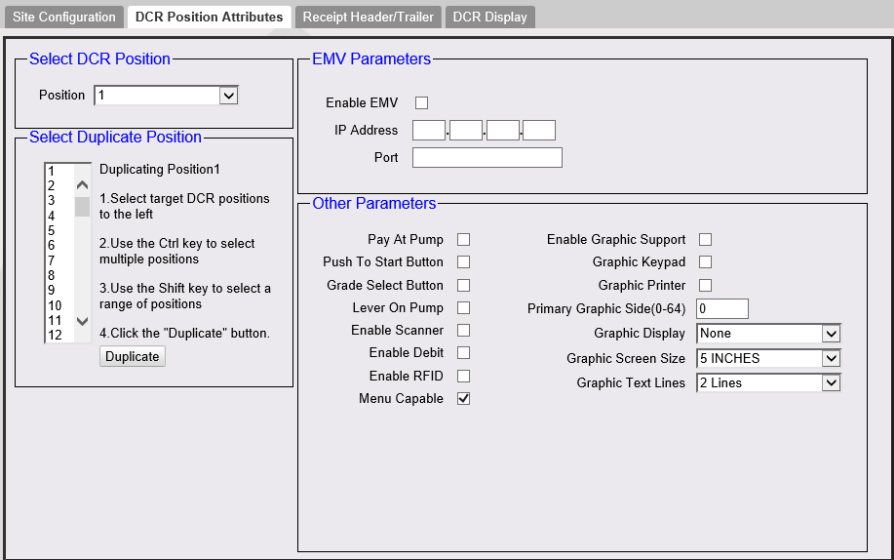 Site Configuration DCR Position Attributes Receipt Header/Trailer DCR Display
Select DCR Position
Position 1
Select Duplicate Position
1
2
3
4
5
6
7
8
9
10
11
12
Duplicating Position1
1.Select target DCR positions
to the left
2.Use the Ctrl key to select
multiple positions
3.Use the Shift key to select a
range of positions
4.Click the "Duplicate" button.
Duplicate
EMV Parameters
Enable EMV
IP Address . . .
Port
Other Parameters
Pay At Pump
Push To Start Button
Grade Select Button
Lever On Pump
Enable Scanner
Enable Debit
Enable RFID
Menu Capable
Enable Graphic Support
Graphic Keypad
Graphic Printer
Primary Graphic Side(0-64) 0
Graphic Display None
Graphic Screen Size 5 INCHES
Graphic Text Lines 2 Lines